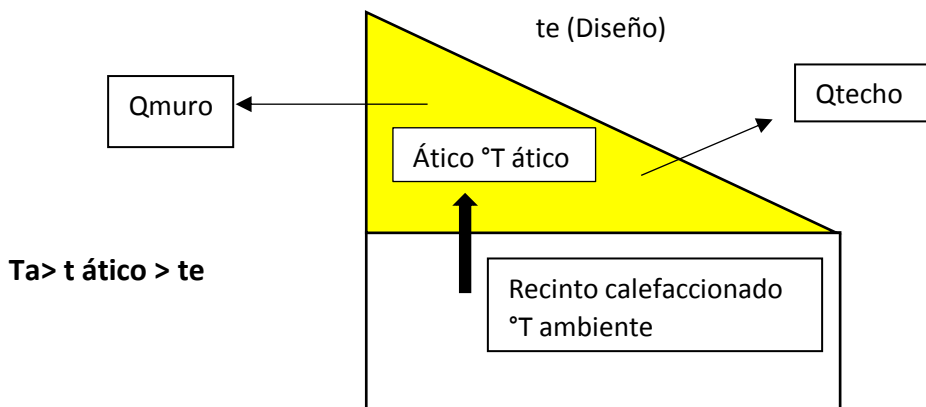 te (Diseño)
Qmuro
Qtecho
Ático °T ático
Ta> t ático > te
Recinto calefaccionado
°T ambiente